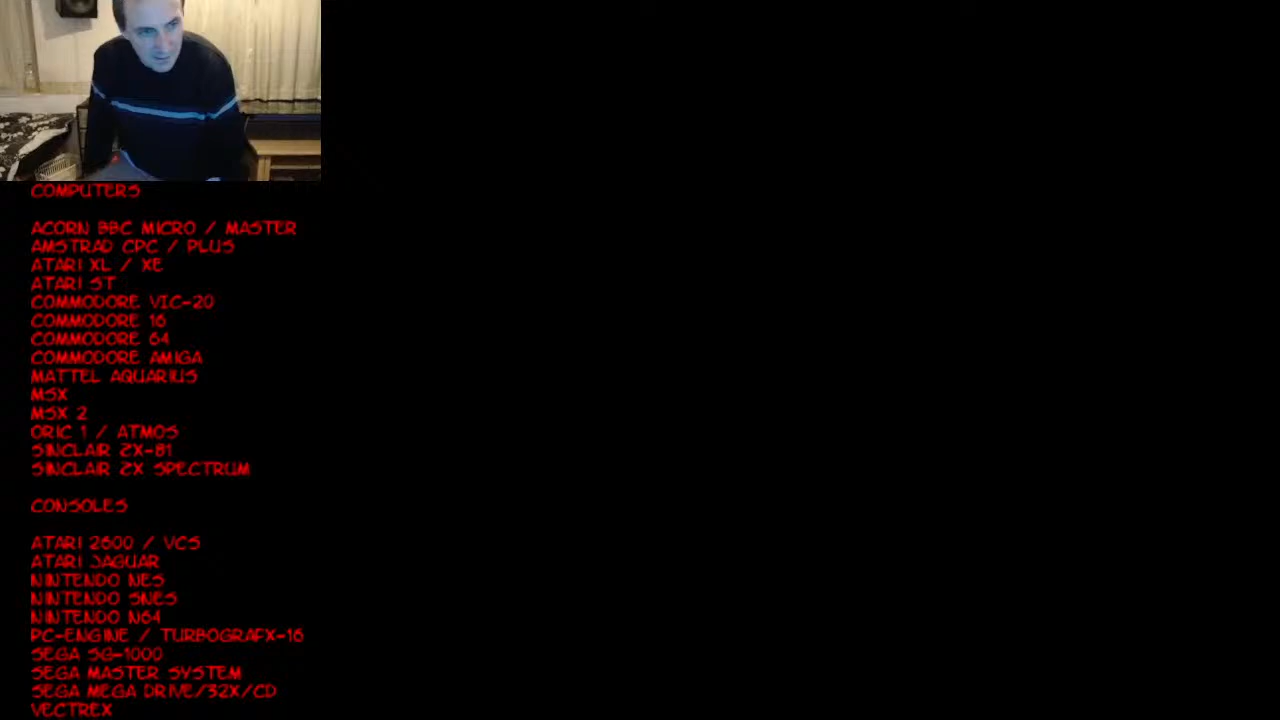 COMPUTERS
ACORN BBC MICRO / MASTER
AMSTRAD CPC / PLUS
ATARI XL / XE
ATARI ST
COMMODORE VIC-20
COMMODORE 16
COMMODORE 64
COMMODORE AMIGA
MATTEL AQUARIUS
MSX
MSX 2
ORIC 1 / ATMOS
SINCLAIR ZX-81
SINCLAIR ZX SPECTRUM
CONSOLES
ATARI 2600 / VCS
ATARI JAGUAR
NINTENDO NES
NINTENDO SNES
NINTENDO N64
PC-ENGINE / TURBOGRAFX-16
SEGA SG-1000
SEGA MASTER SYSTEM
SEGA MEGA DRIVE/32X/CD
VECTREX